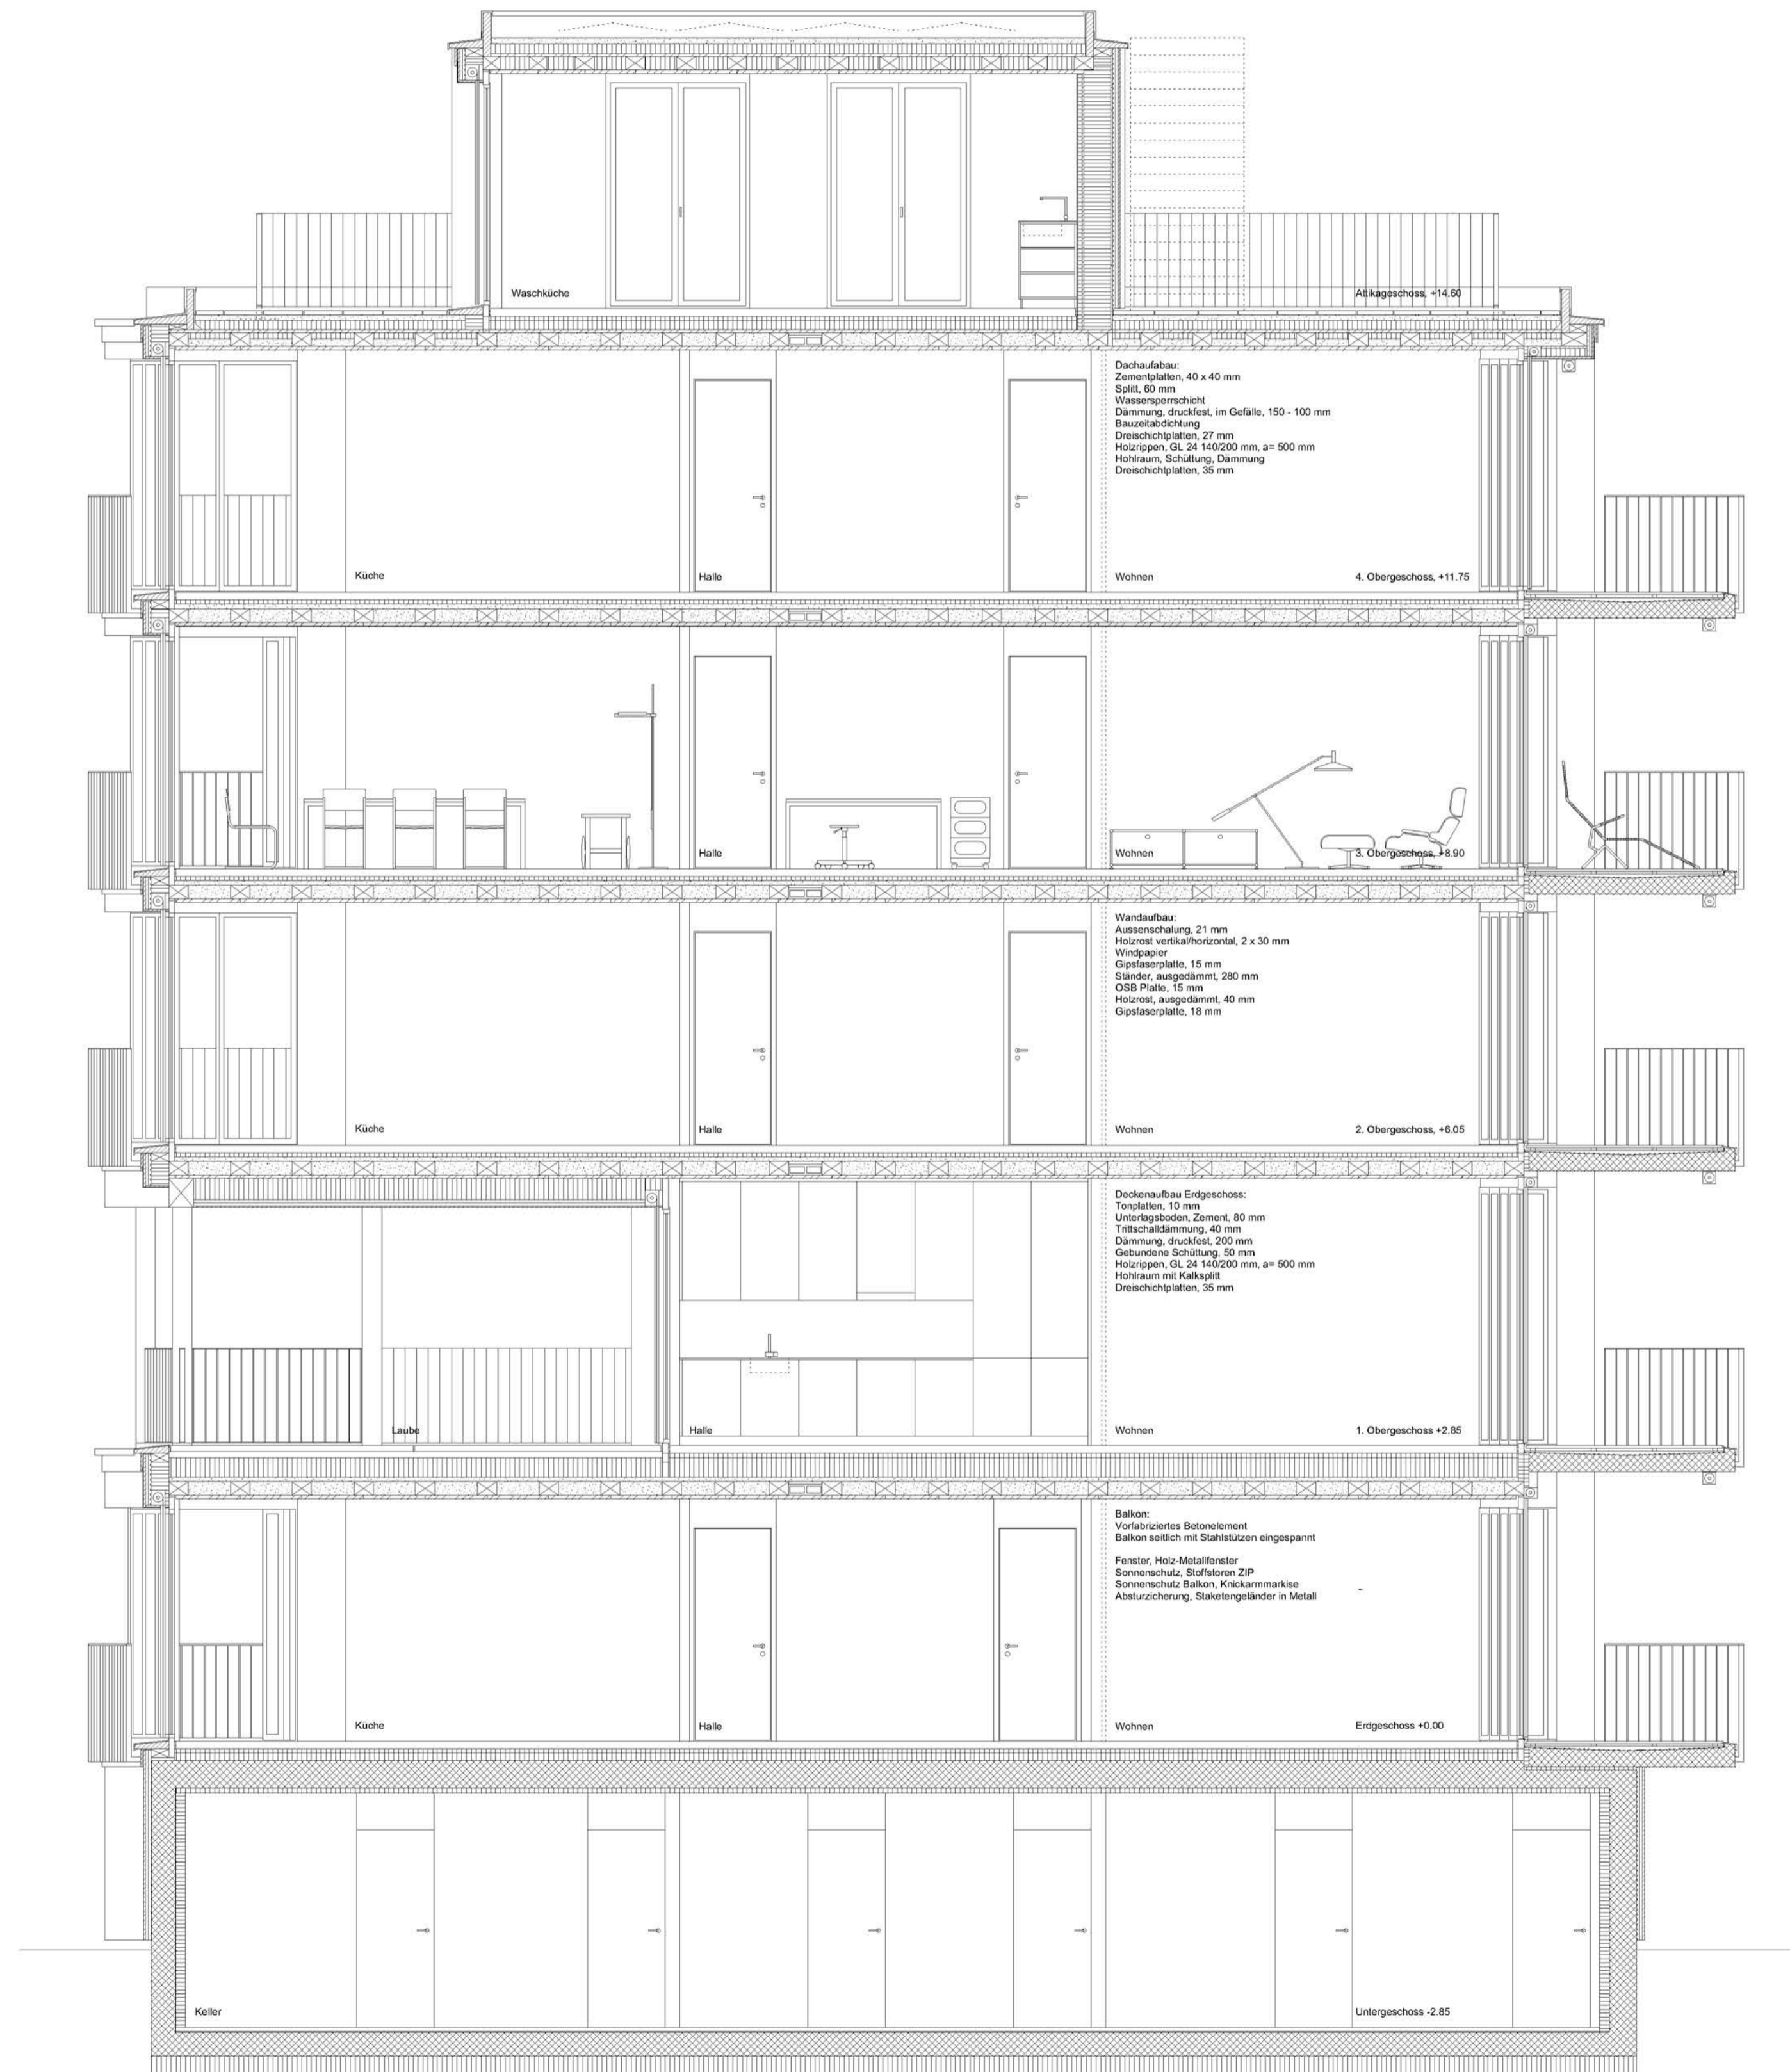 Waschküche
Attikageschoss, +14.60
Dachaufabau:
Zementplatten, 40 x 40 mm
Splitt, 60 mm
Wassersperrschicht
Dämmung, druckfest, im Gefälle, 150 - 100 mm
Bauzeitabdichtung
Dreischichtplatten, 27 mm
Holzrippen, GL 24 140/200 mm, a= 500 mm
Hohlraum, Schüttung, Dämmung
Dreischichtplatten, 35 mm
Küche
Halle
Wohnen
4. Obergeschoss, +11.75
Halle
Wohnen
3. Obergeschoss, +8.90
Wandaufbau:
Aussenschalung, 21 mm
Holzrost vertikal/horizontal, 2 x 30 mm
Windpapier
Gipsfaserplatte, 15 mm
Ständer, ausgedämmt, 280 mm
OSB Platte, 15 mm
Holzrost, ausgedämmt, 40 mm
Gipsfaserplatte, 18 mm
Küche
Halle
Wohnen
2. Obergeschoss, +6.05
Deckenaufbau Erdgeschoss:
Tonplatten, 10 mm
Unterlagsboden, Zement, 80 mm
Trittschalldämmung, 40 mm
Dämmung, druckfest, 200 mm
Gebundene Schüttung, 50 mm
Holzrippen, GL 24 140/200 mm, a= 500 mm
Hohlraum mit Kalksplitt
Dreischichtplatten, 35 mm
Laube
Halle
Wohnen
1. Obergeschoss +2.85
Balkon:
Vorfabriziertes Betonelement
Balkon seitlich mit Stahlstützen eingespannt
Fenster, Holz-Metallfenster
Sonnenschutz, Stoffstoren ZIP
Sonnenschutz Balkon, Knickarmmarkise
Absturzicherung, Staketengeländer in Metall
-
Küche
Halle
Wohnen
Erdgeschoss +0.00
Keller
Untergeschoss -2.85